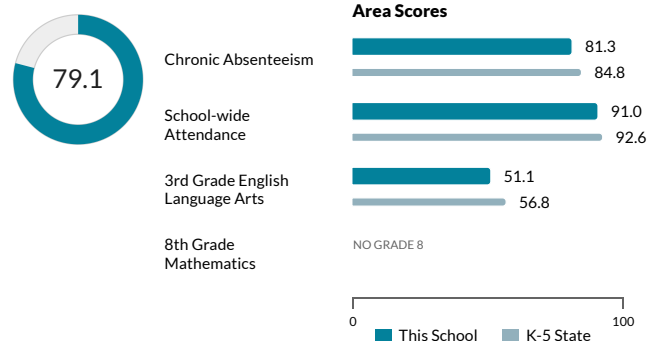 Area Scores
79.1
Chronic Absenteeism
81.3
84.8
School-wide
Attendance
91.0
92.6
3rd Grade English
Language Arts
51.1
56.8
8th Grade
Mathematics
NO GRADE 8
0
100
This School
K-5 State